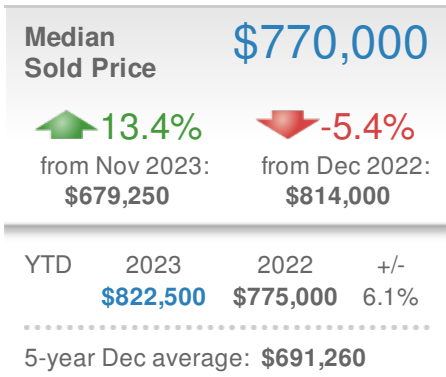 Median
Sold Price
$770,000
13.4%
from Nov 2023:
$679,250
-5.4%
from Dec 2022:
$814,000
YTD 2023 2022 +/-
$822,500 $775,000 6.1%
5-year Dec average: $691,260